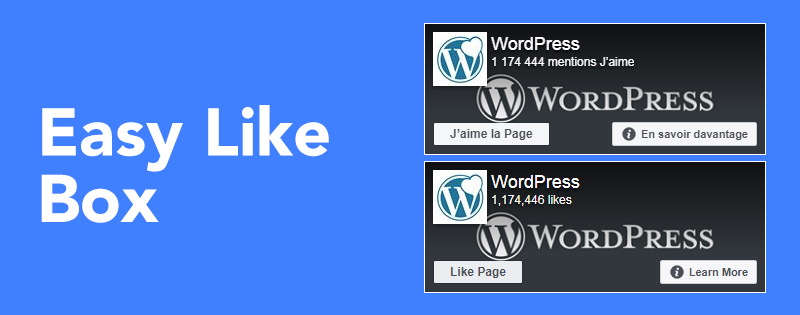 Easy Like
Box
WordPress
1 174 444 mentions J'aime
WORDPRESS
J'aime la Page
En savoir davantage
WordPress
1,174,446 likes
WORDPRESS
Like Page
Learn More